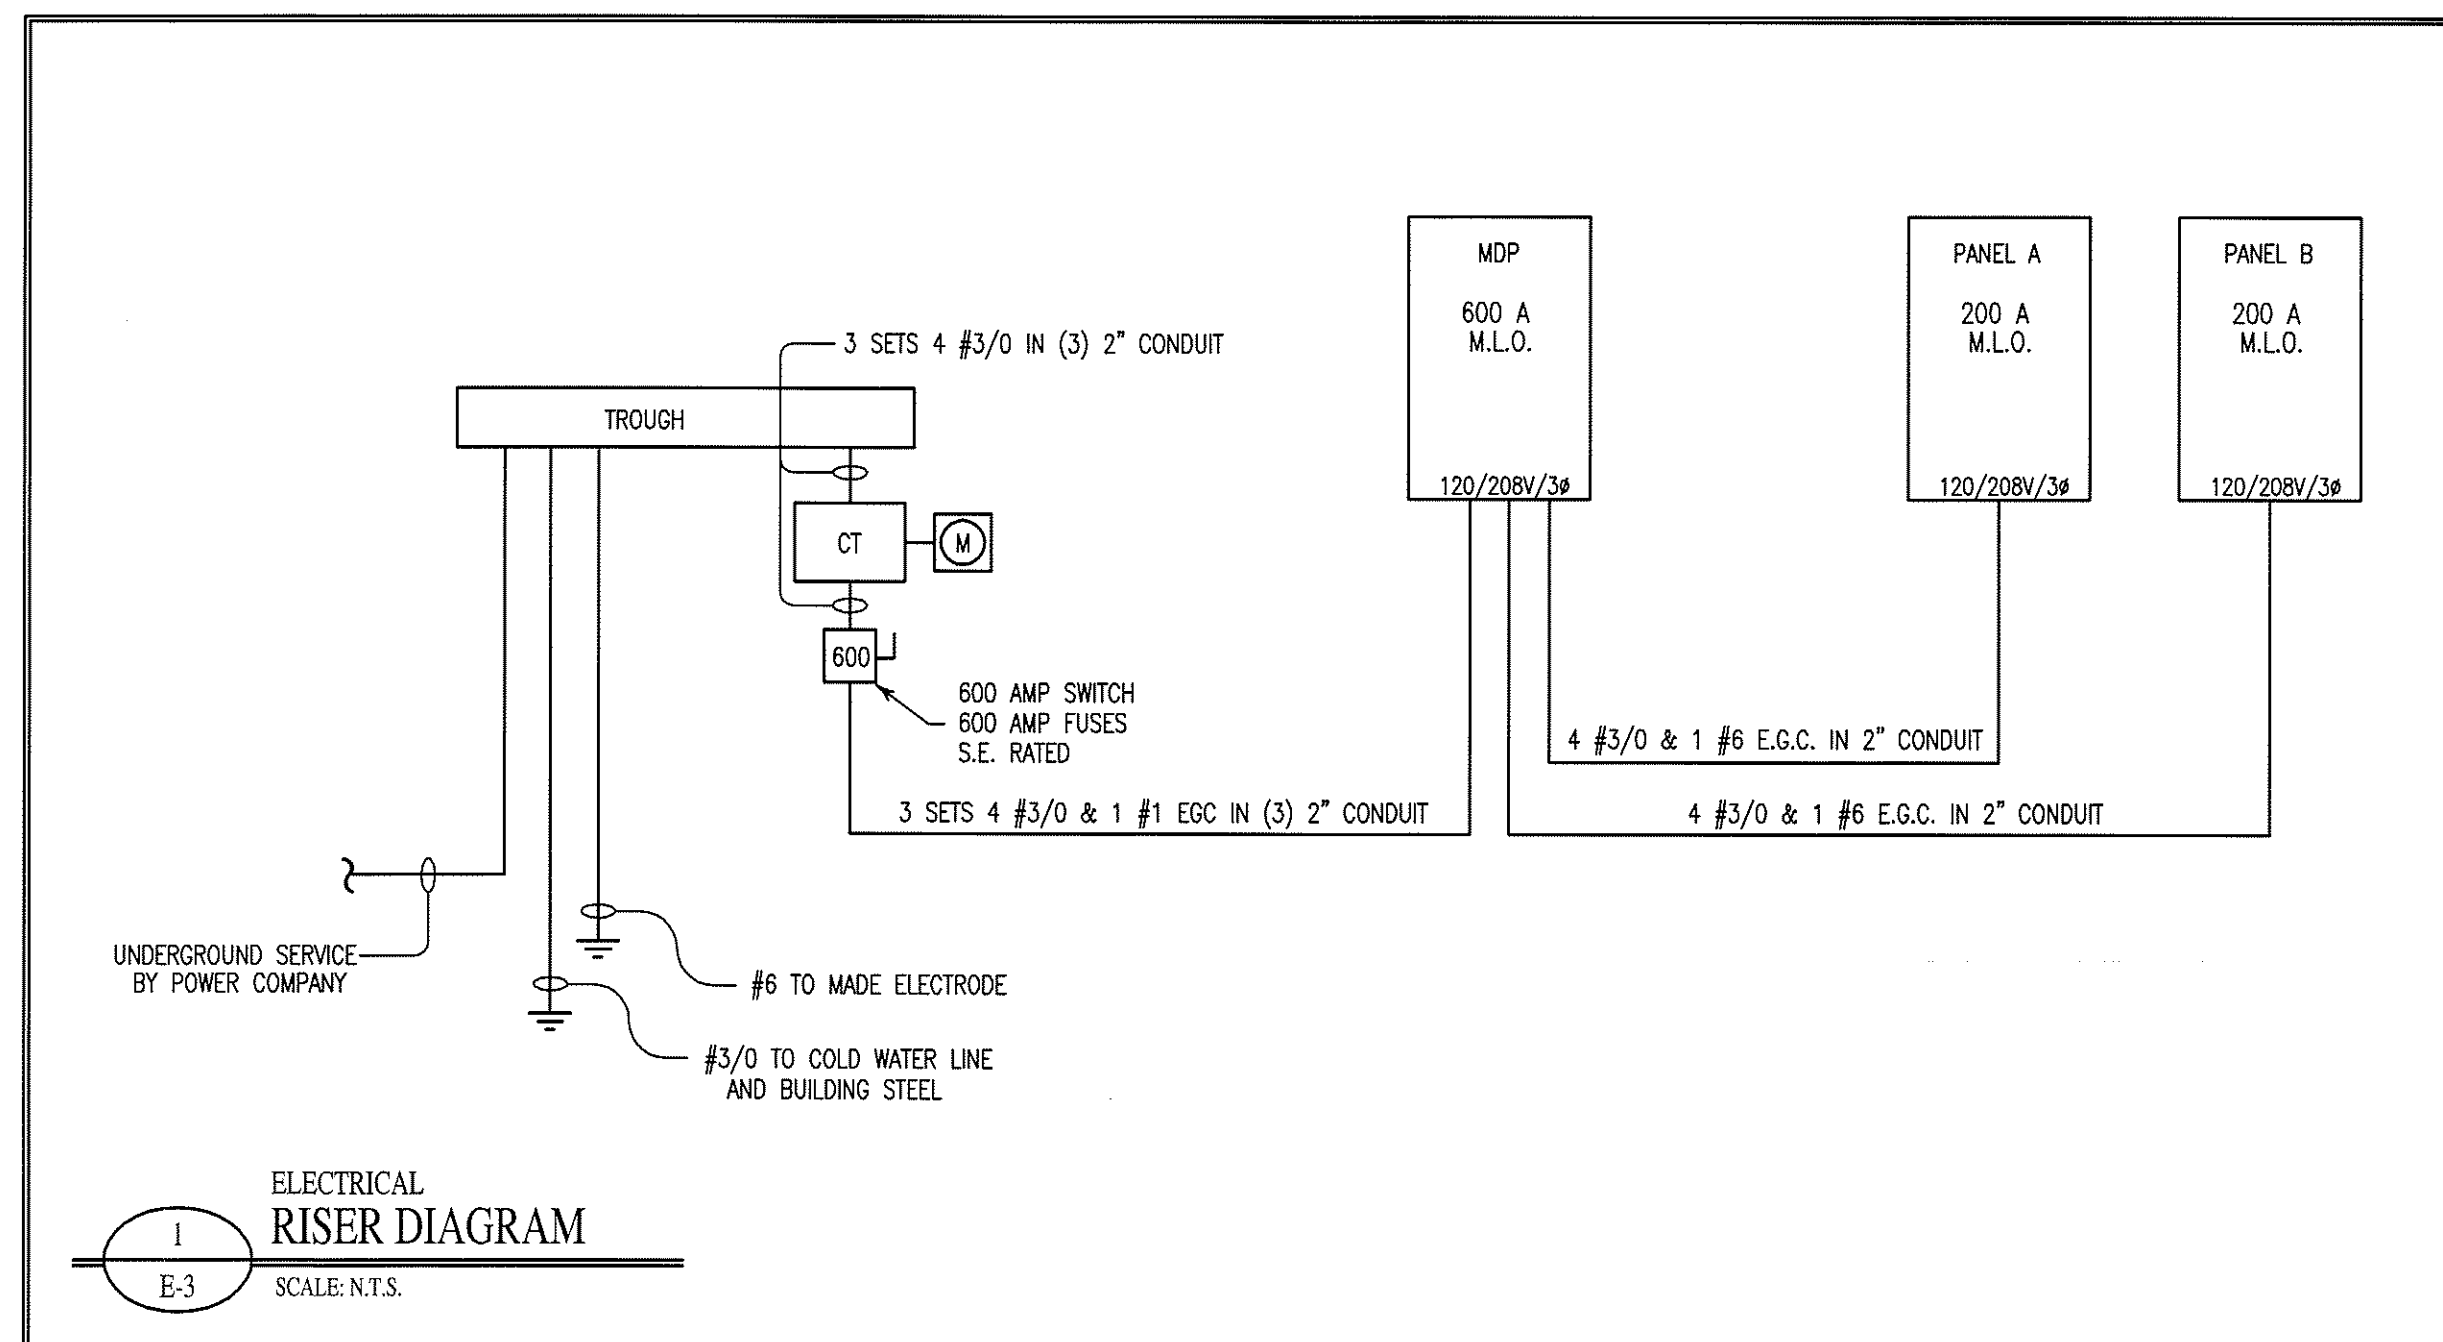 MDP
600 A
M.L.O.
120/208V/3ø
PANEL A
200 A
M.L.O.
120/208V/3ø
PANEL B
200 A
M.L.O.
120/208V/3ø
3 SETS 4 #3/0 IN (3) 2" CONDUIT
TROUGH
CT
M
600
600 AMP SWITCH
600 AMP FUSES
S.E. RATED
4 #3/0 & 1 #6 E.G.C. IN 2" CONDUIT
3 SETS 4 #3/0 & 1 #1 EGC IN (3) 2" CONDUIT
4 #3/0 & 1 #6 E.G.C. IN 2" CONDUIT
UNDERGROUND SERVICE
BY POWER COMPANY
#6 TO MADE ELECTRODE
#3/0 TO COLD WATER LINE
AND BUILDING STEEL
1
E-3
ELECTRICAL
RISER DIAGRAM
SCALE: N.T.S.